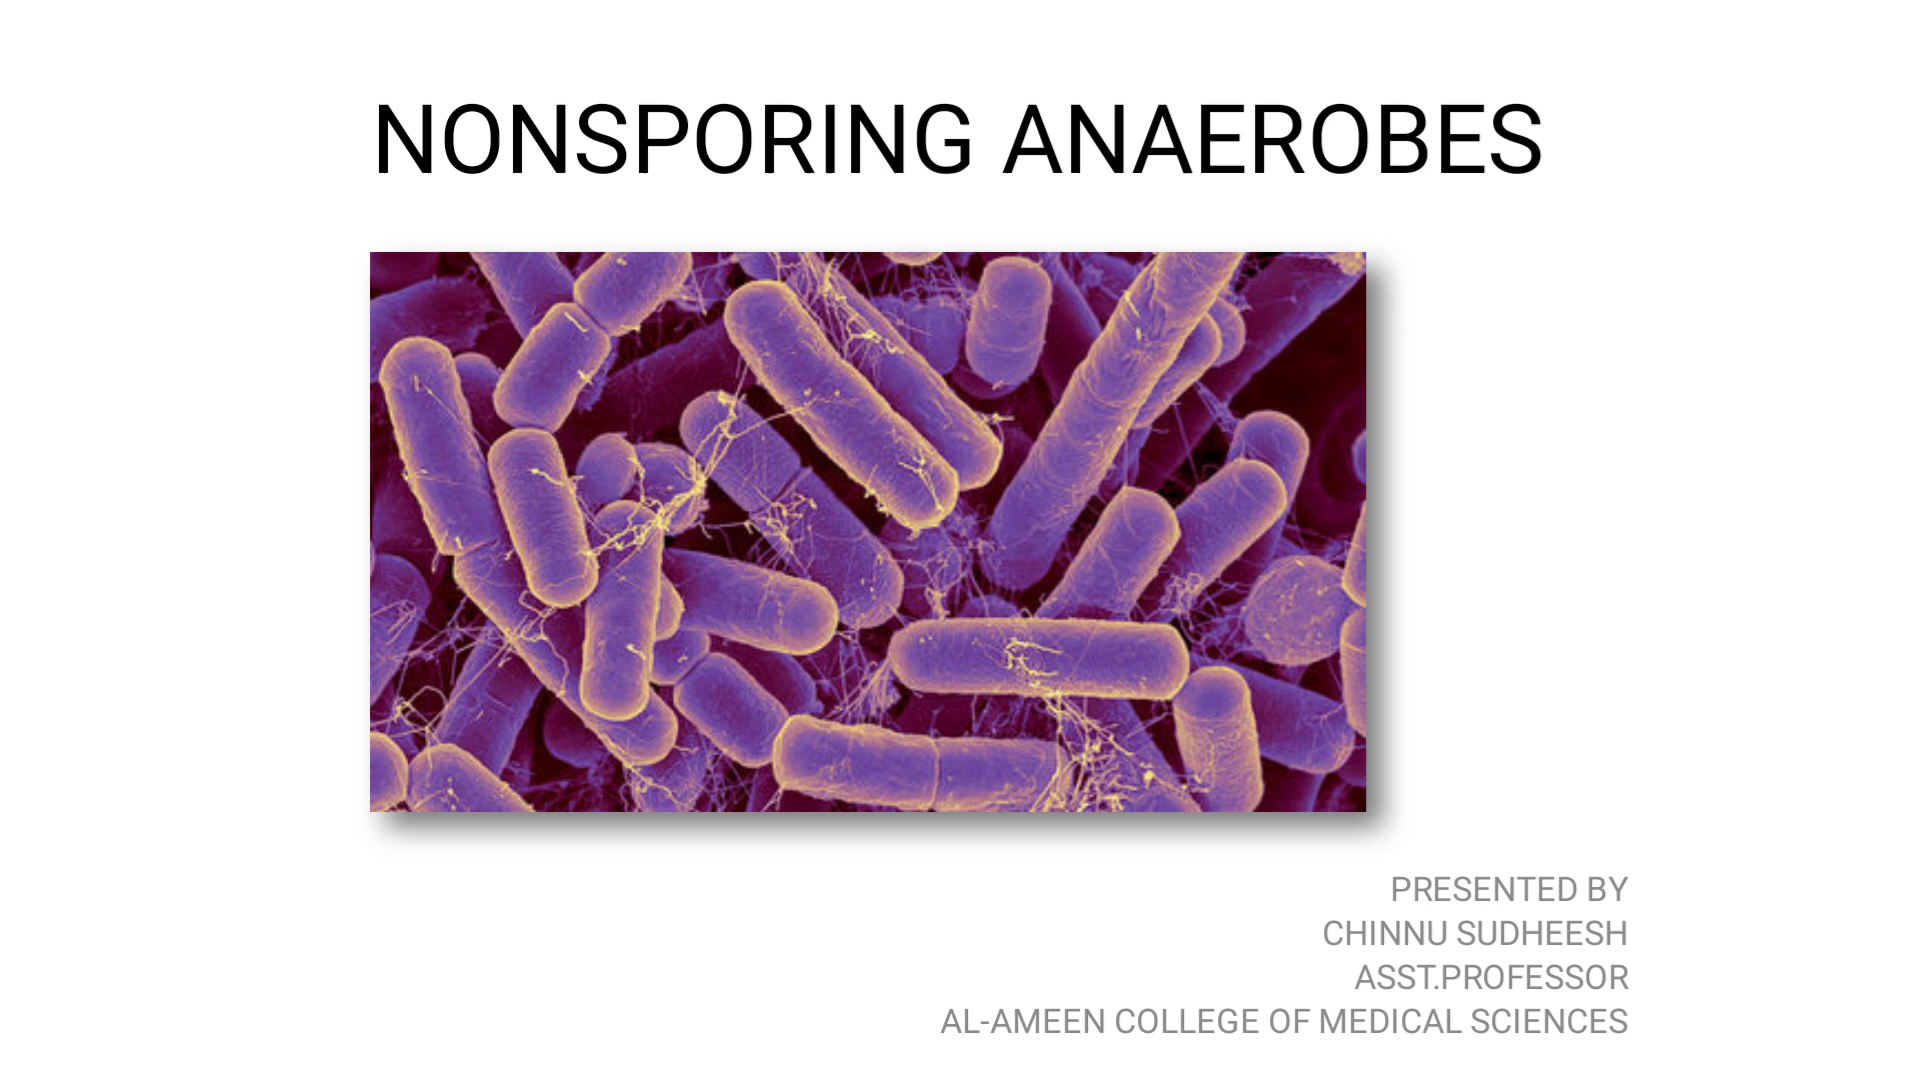 NONSPORING ANAEROBES
PRESENTED BY
CHINNU SUDHEESH
ASST.PROFESSOR
AL-AMEEN COLLEGE OF MEDICAL SCIENCES